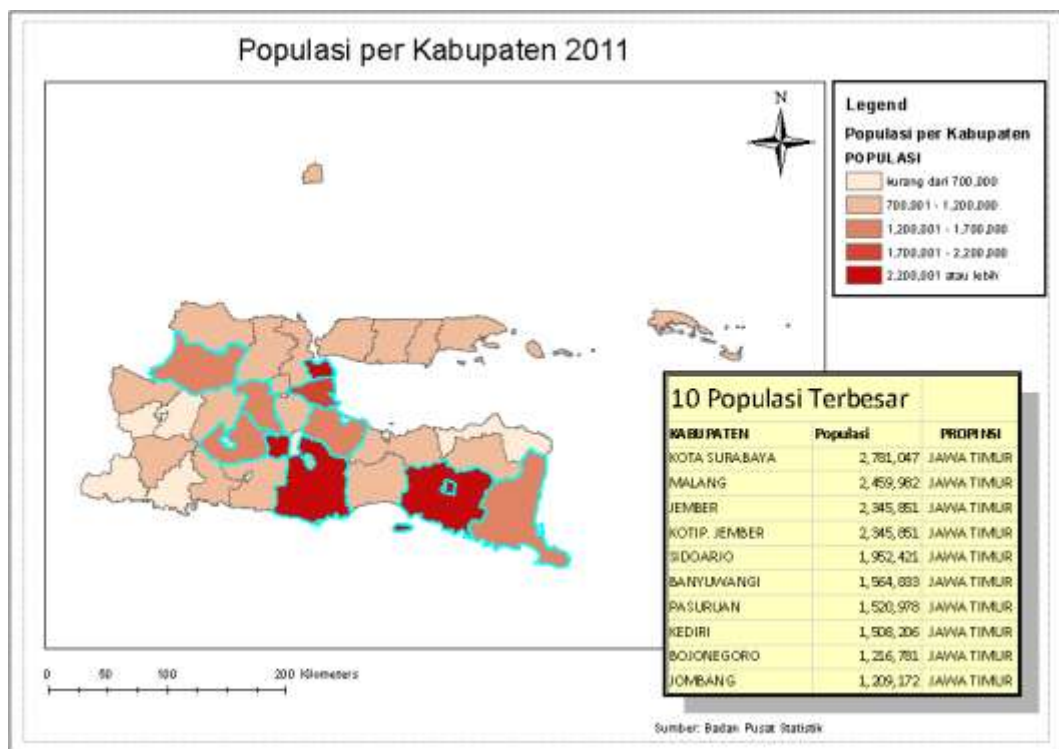 Populasi per Kabupaten 2011
N
Legend
Populasi per Kabupaten
POPULASI
kurang dari 700,000
700,001 - 1,200,000
1,200,001 - 1,700,000
1,700,001 - 2,200,000
2,200,001 atau lebih
10 Populasi Terbesar
KABUPATEN Populasi PROPINSI
KOTA SURABAYA 2,781,047 JAWA TIMUR
MALANG 2,459,982 JAWA TIMUR
JEMBER 2,345,851 JAWA TIMUR
KOTIP. JEMBER 2,345,851 JAWA TIMUR
SIDOARJO 1,952,421 JAWA TIMUR
BANYUWANGI 1,564,833 JAWA TIMUR
PASURUAN 1,520,978 JAWA TIMUR
KEDIRI 1,508,206 JAWA TIMUR
BOJONEGORO 1,216,781 JAWA TIMUR
JOMBANG 1,209,172 JAWA TIMUR
0 50 100 200 Kilometers
Sumber: Badan Pusat Statistik